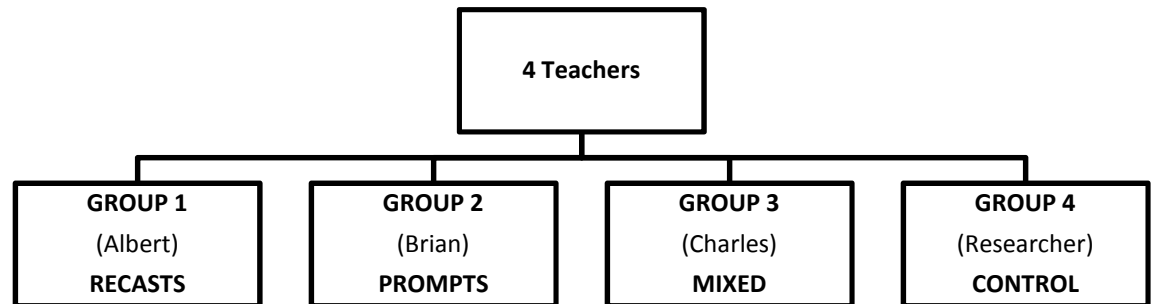 4 Teachers
GROUP 1
(Albert)
RECASTS
GROUP 2
(Brian)
PROMPTS
GROUP 3
(Charles)
MIXED
GROUP 4
(Researcher)
CONTROL